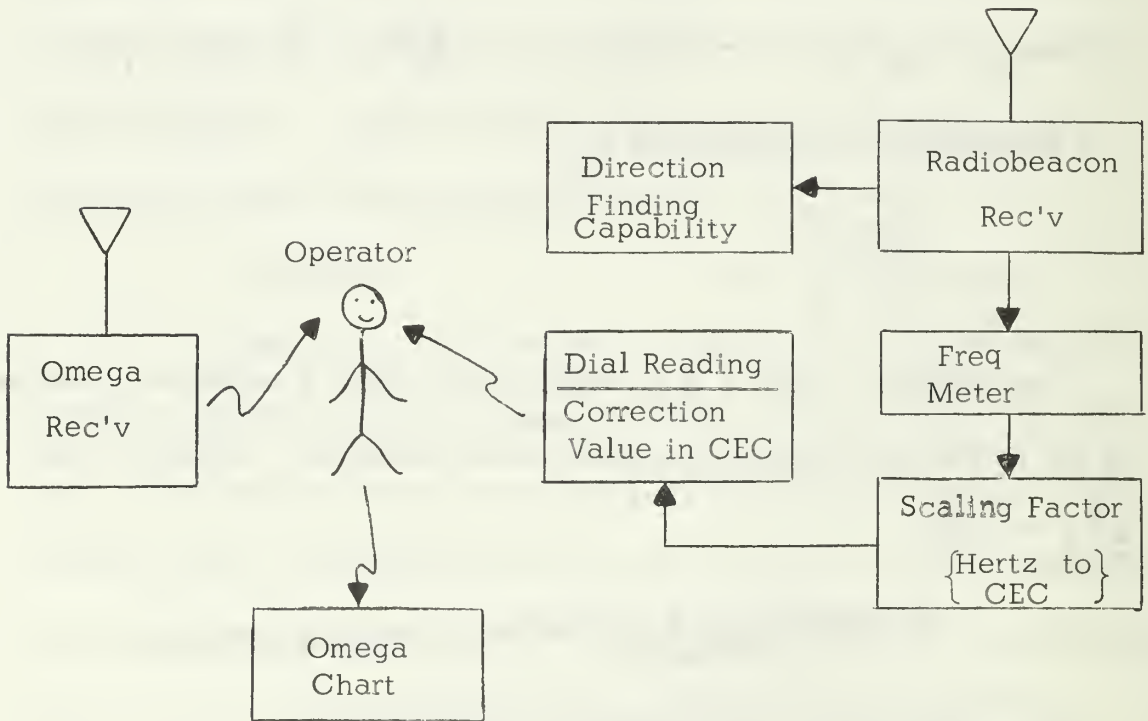 Direction
Finding
Capability
Radiobeacon
Rec'v
Operator
Omega
Rec'v
Dial Reading
Correction
Value in CEC
Freq
Meter
Scaling Factor
{Hertz to
CEC}
Omega
Chart